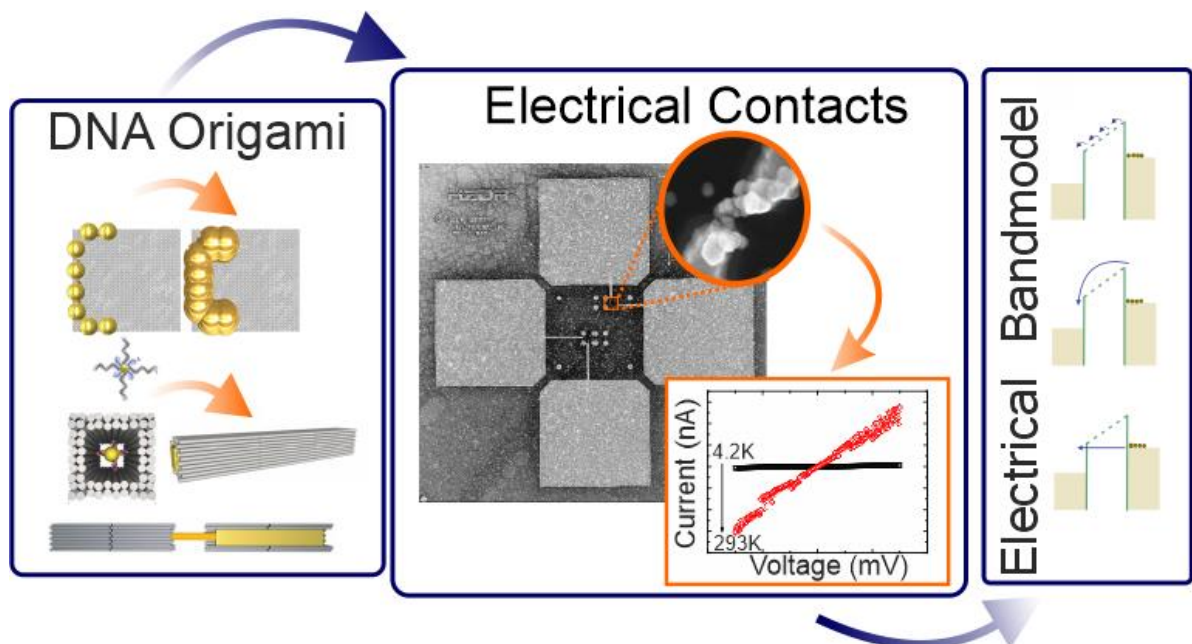 DNA Origami
Electrical Contacts
4.2K
293K
Current (nA)
Voltage (mV)
Electrical Bandmodel